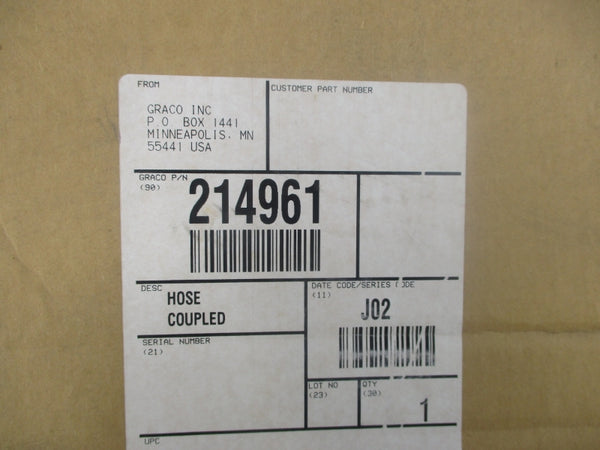 FROM
CUSTOMER PART NUMBER
GRACO INC
P.O BOX 1441
MINNEAPOLIS, MN
55441 USA
GRACO P/N
(90)
214961
DESC
HOSE
COUPLED
DATE CODE/SERIES CODE
(11)
J02
SERIAL NUMBER
(21)
LOT NO
(23)
QTY
(30)
1
UPC